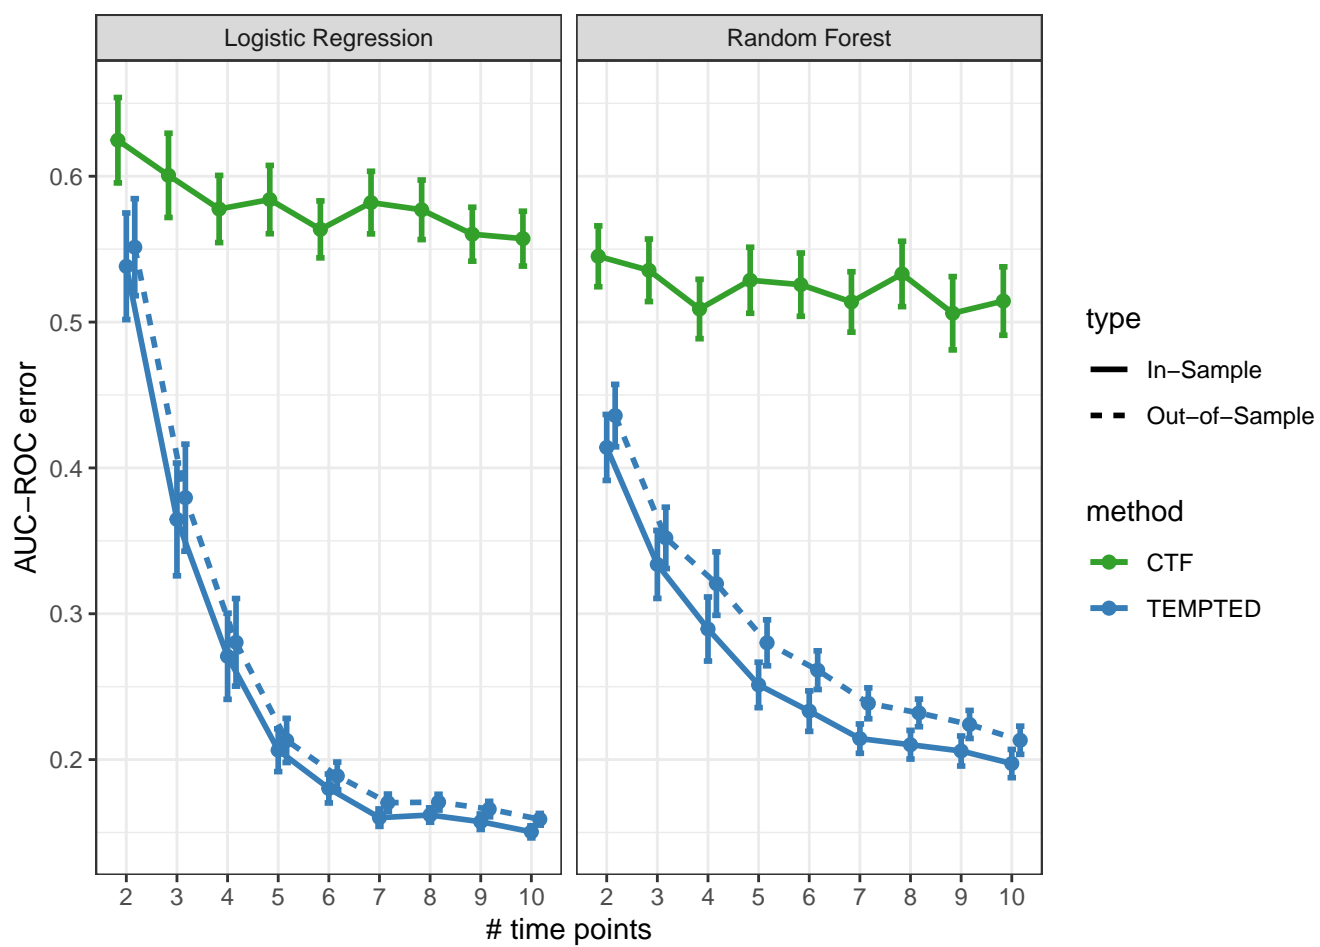 Logistic Regression
Random Forest
AUC−ROC error
0.6
0.5
0.4
0.3
0.2
2 3 4 5 6 7 8 9 10
2 3 4 5 6 7 8 9 10
# time points
type
In−Sample
Out−of−Sample
method
CTF
TEMPTED